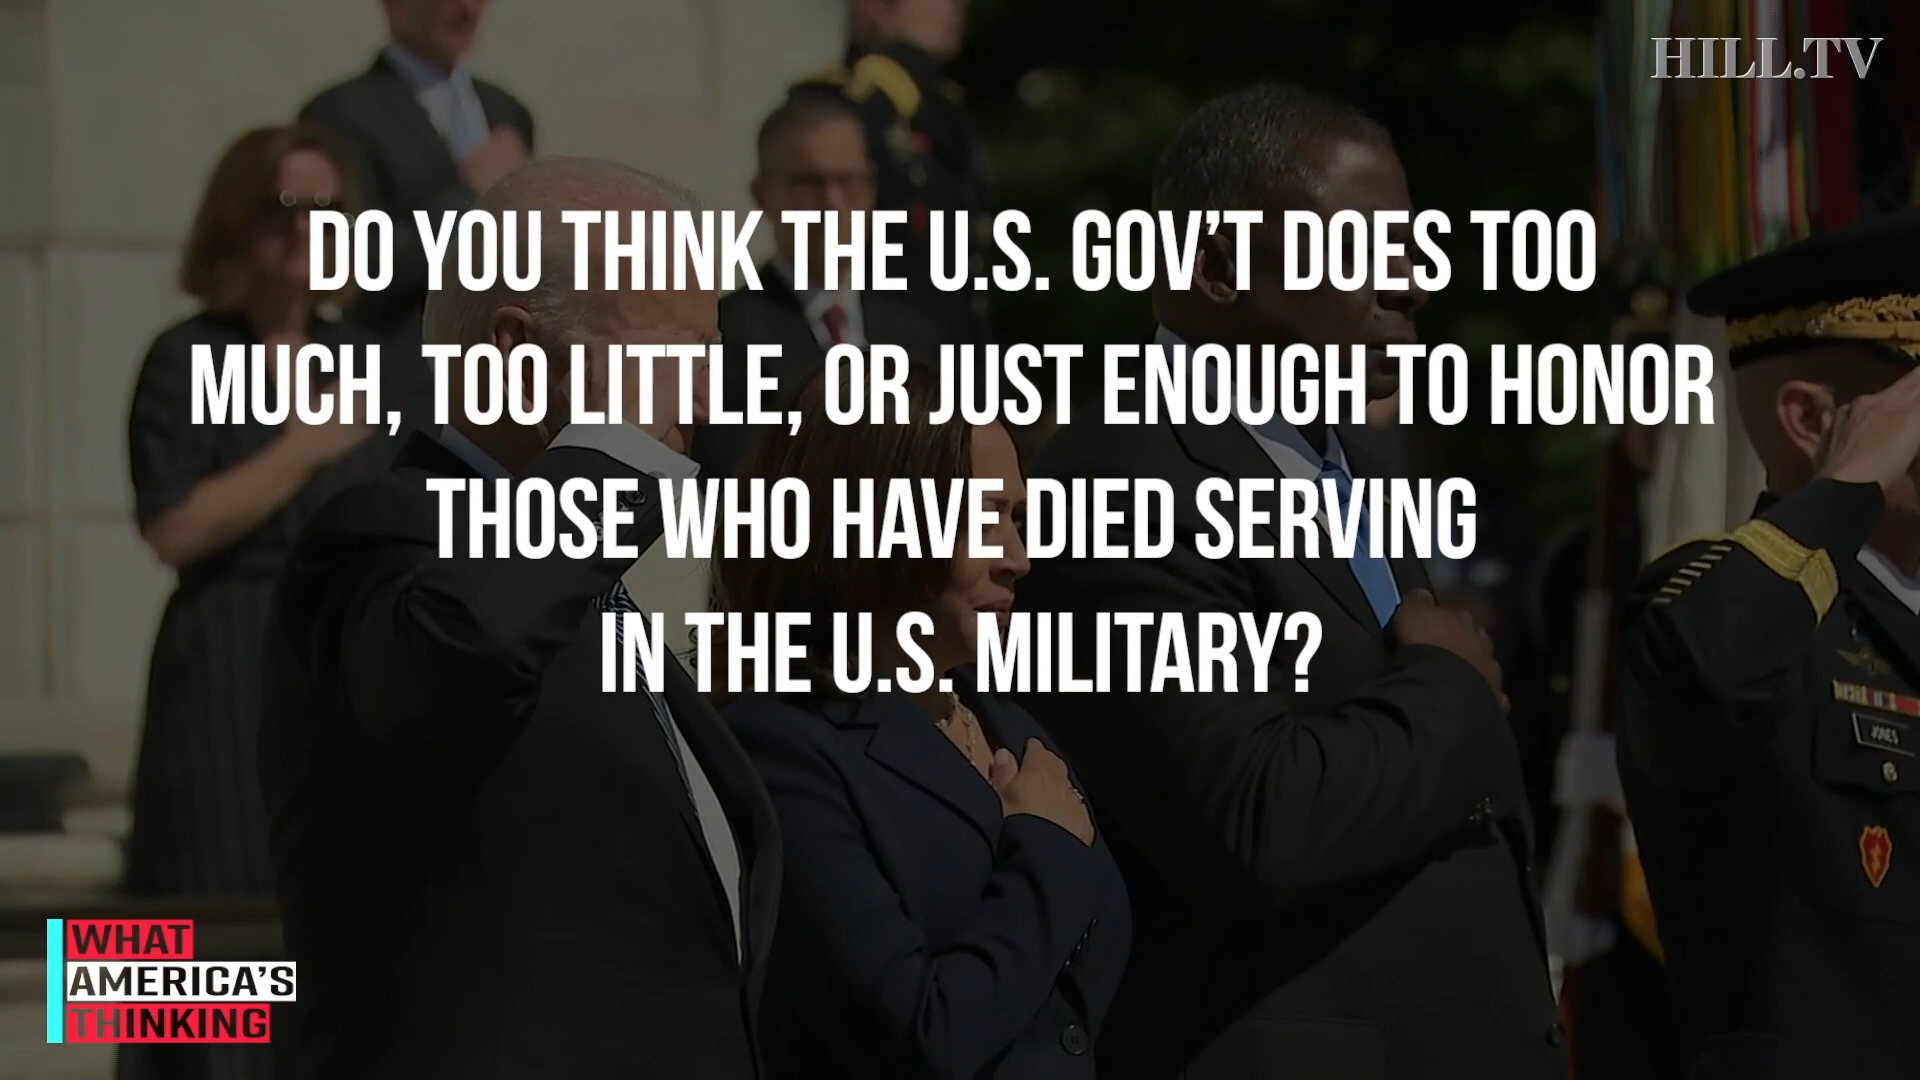 HILL.TV
DO YOU THINK THE U.S. GOV'T DOES TOO
MUCH, TOO LITTLE, OR JUST ENOUGH TO HONOR
THOSE WHO HAVE DIED SERVING
IN THE U.S. MILITARY?
JONES
WHAT
AMERICA'S
THINKING